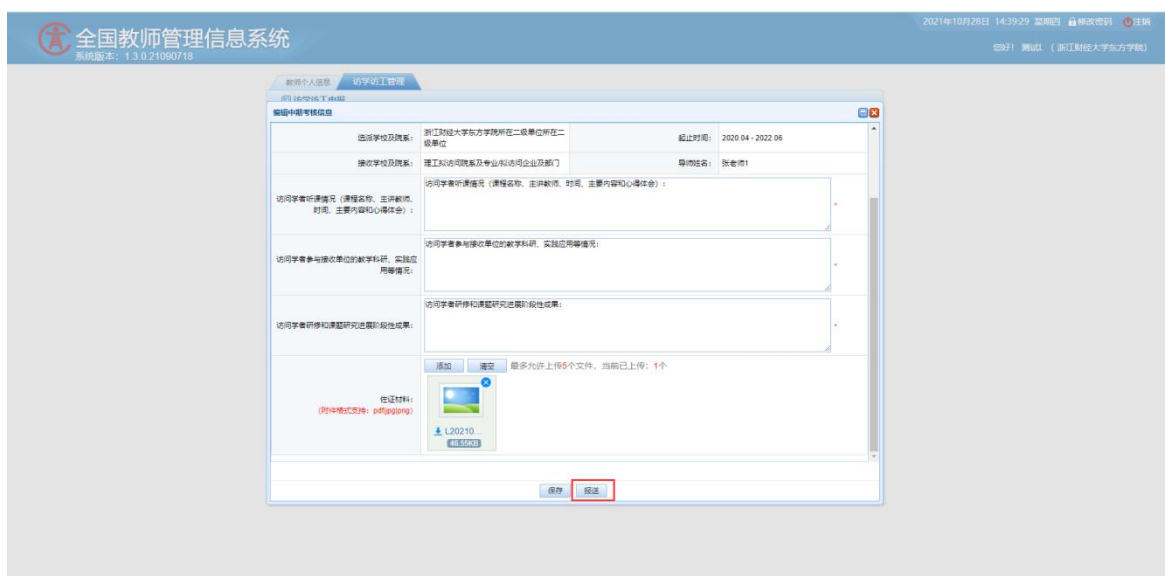 2021年10月28日 14:39:29 星期四 修改密码 注销
全国教师管理信息系统
系统版本：1.3.0.21090718
您好! 测试L（浙江财经大学东方学院）
教师个人信息 访学访工管理
访学访工申报
编辑中期考核信息
选派学校及院系： 浙江财经大学东方学院所在二级单位所在二级单位 起止时间： 2020.04 - 2022.06
接收学校及院系： 理工拟访问院系及专业/拟访问企业及部门 导师姓名： 张老师1
访问学者听课情况（课程名称、主讲教师、时间、主要内容和心得体会）： 访问学者听课情况（课程名称、主讲教师、时间、主要内容和心得体会）： *
访问学者参与接收单位的教学科研、实践应用等情况： 访问学者参与接收单位的教学科研、实践应用等情况： *
访问学者研修和课题研究进展阶段性成果： 访问学者研修和课题研究进展阶段性成果： *
添加 清空 最多允许上传5个文件，当前已上传：1个
佐证材料：
(附件格式支持：pdf|jpg|png)
L20210...
46.55KB
保存 报送